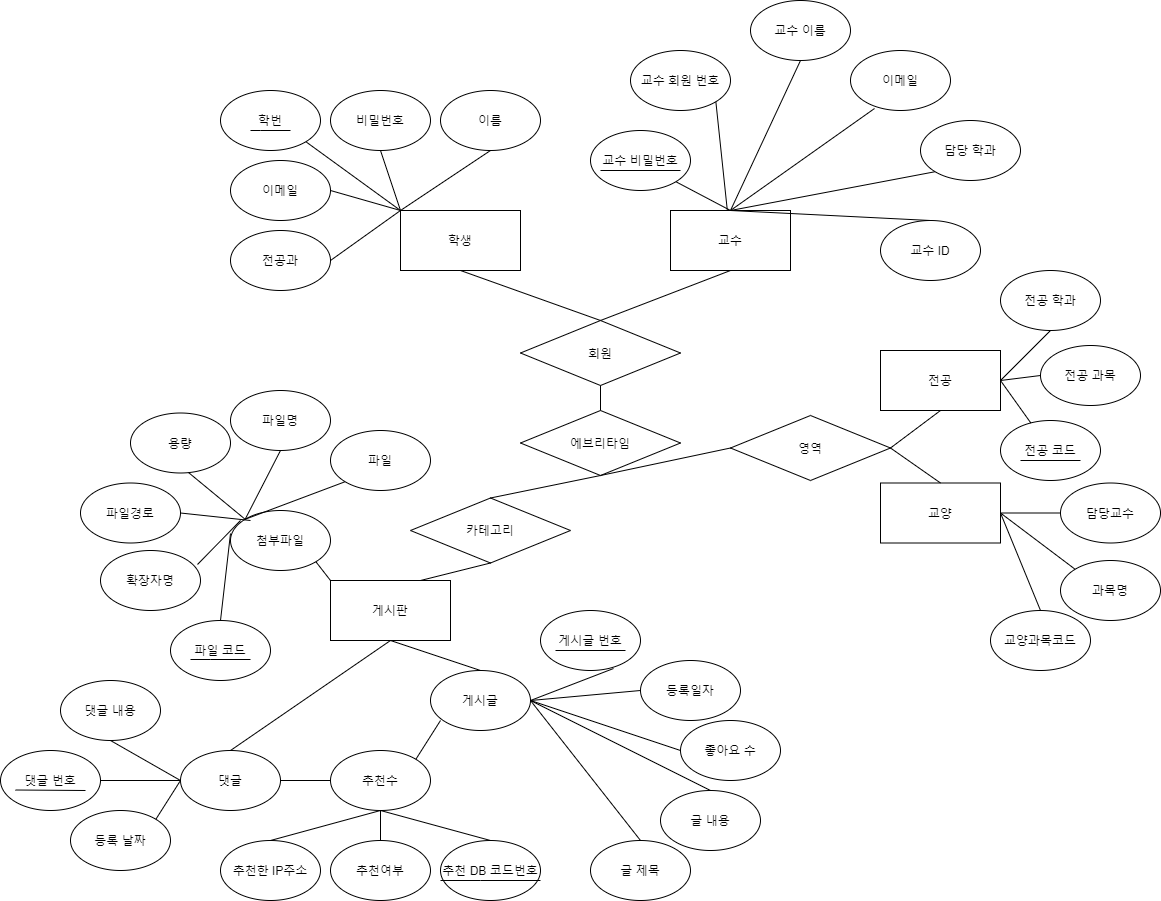 교수 이름
교수 회원 번호
이메일
학번
비밀번호
이름
담당 학과
교수 비밀번호
이메일
학생
교수
교수 ID
전공과
전공 학과
회원
전공
전공 과목
파일명
용량
에브리타임
영역
전공 코드
파일
파일경로
교양
담당교수
카테고리
첨부파일
확장자명
과목명
게시판
게시글 번호
교양과목코드
파일 코드
등록일자
게시글
댓글 내용
좋아요 수
댓글 번호
댓글
추천수
글 내용
등록 날짜
추천한 IP주소
추천여부
추천 DB 코드번호
글 제목